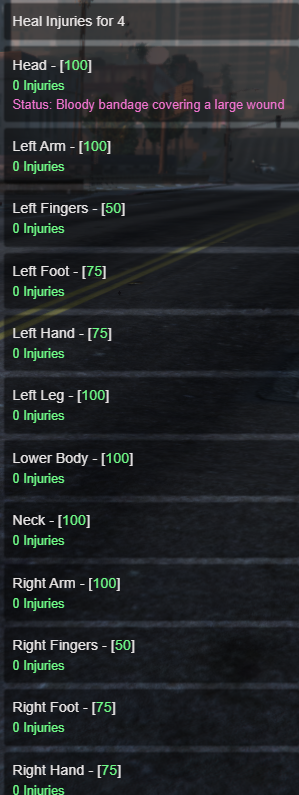 Heal Injuries for 4
Head - [100]
0 Injuries
Status: Bloody bandage covering a large wound
Left Arm - [100]
0 Injuries
Left Fingers - [50]
0 Injuries
Left Foot - [75]
0 Injuries
Left Hand - [75]
0 Injuries
Left Leg - [100]
0 Injuries
Lower Body - [100]
0 Injuries
Neck - [100]
0 Injuries
Right Arm - [100]
0 Injuries
Right Fingers - [50]
0 Injuries
Right Foot - [75]
0 Injuries
Right Hand - [75]
0 Injuries